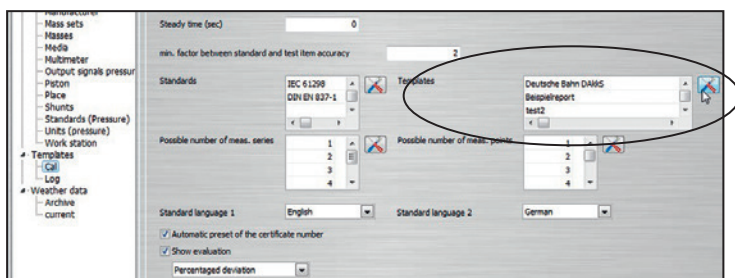 Manufacturer
Mass sets
Masses
Media
Multimeter
Output signals pressur
Piston
Place
Shunts
Standards (Pressure)
Units (pressure)
Work station
Templates
Cal
Log
Weather data
Archive
current
Steady time (sec) 0
min. factor between standard and test item accuracy 2
Standards IEC 61298 Templates Deutsche Bahn DAkkS
DIN EN 837-1 Beispielreport
test2
Possible number of meas. series 1 Possible number of meas. points 1
2 2
3 3
4 4
Standard language 1 English Standard language 2 German
Automatic preset of the certificate number
Show evaluation
Percentaged deviation